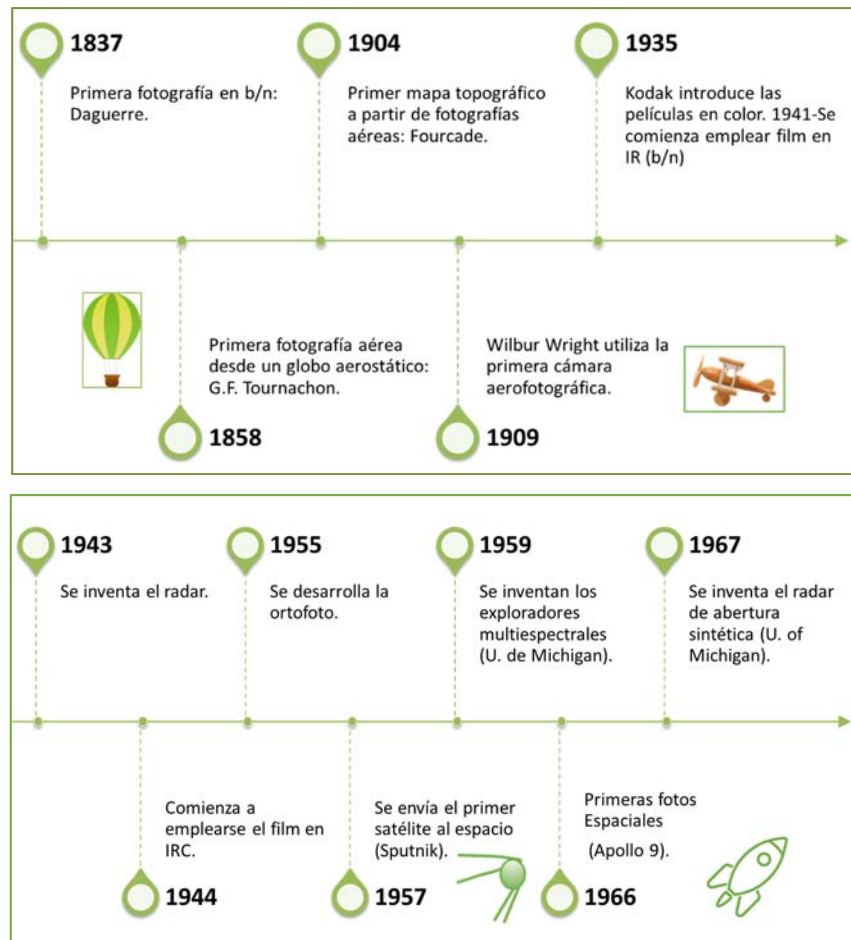 1837
Primera fotografía en b/n:
Daguerre.
1904
Primer mapa topográfico
a partir de fotografías
aéreas: Fourcade.
1935
Kodak introduce las
películas en color. 1941-Se
comienza emplear film en
IR (b/n)
Primera fotografía aérea
desde un globo aerostático:
G.F. Tournachon.
1858
Wilbur Wright utiliza la
primera cámara
aerofotográfica.
1909
1943
Se inventa el radar.
1955
Se desarrolla la
ortofoto.
1959
Se inventan los
exploradores
multiespectrales
(U. de Michigan).
1967
Se inventa el radar
de abertura
sintética (U. of
Michigan).
Comienza a
emplearse el film en
IRC.
1944
Se envía el primer
satélite al espacio
(Sputnik).
1957
Primeras fotos
Espaciales
(Apollo 9).
1966